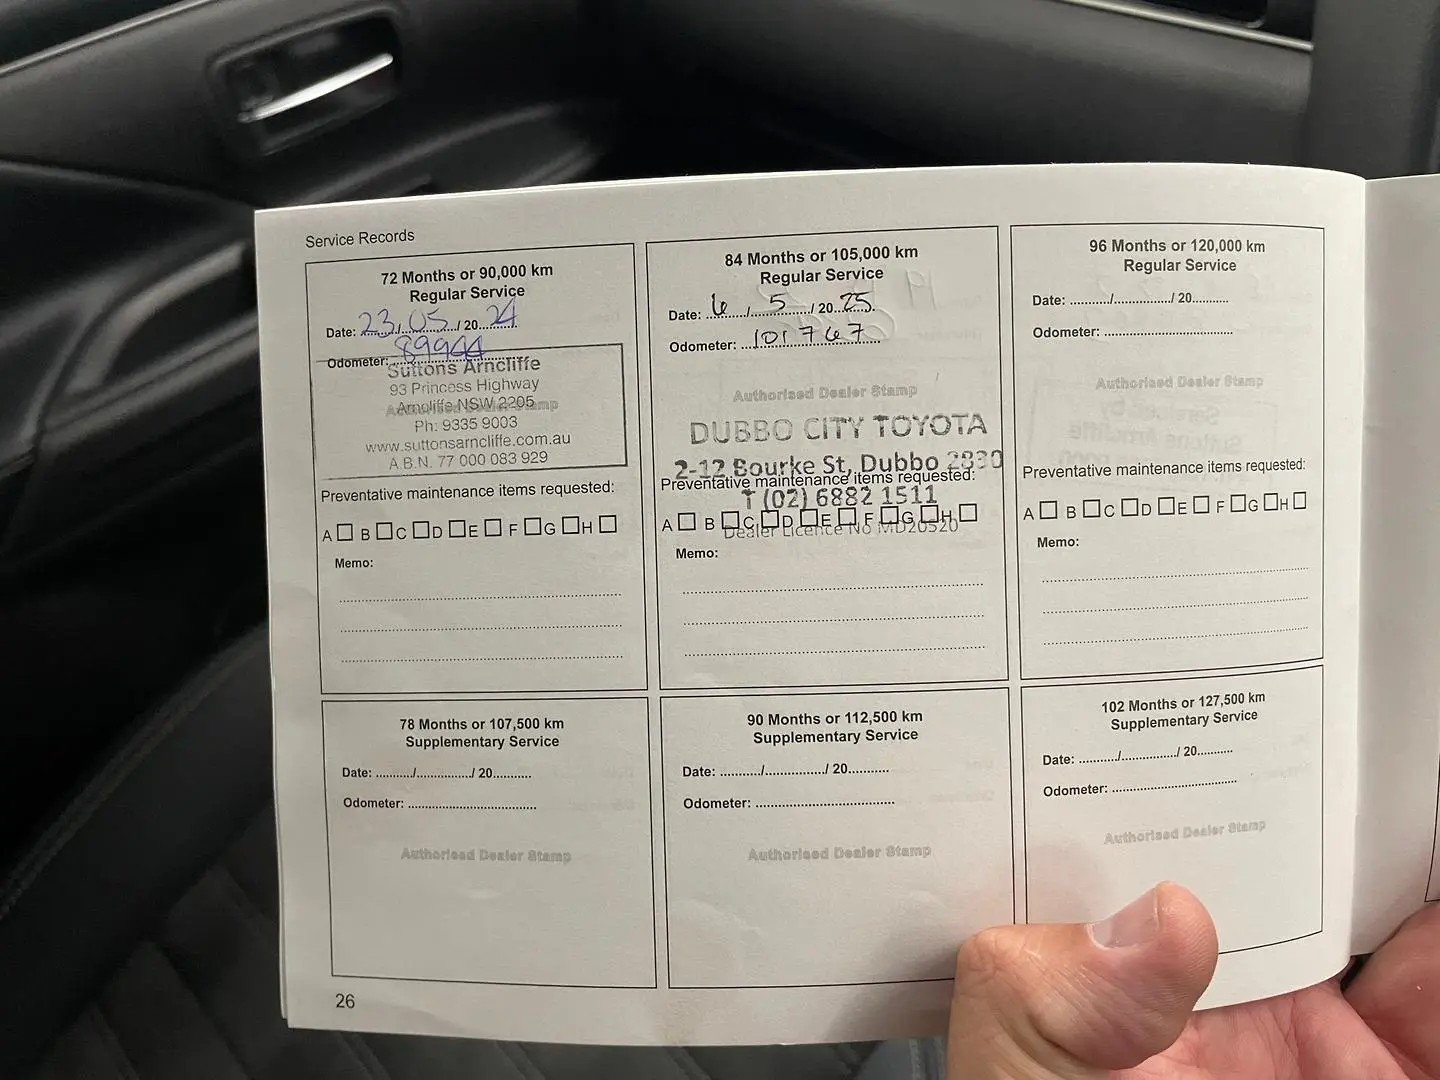 Service Records
72 Months or 90,000 km
Regular Service
Date: 23/05/2024
Odometer: 89944
Suttons Arncliffe
93 Princess Highway
Arncliffe NSW 2205
Authorised Dealer Stamp
Ph: 9335 9003
www.suttonsarncliffe.com.au
A.B.N. 77 000 083 929
Preventative maintenance items requested:
A B C D E F G H
Memo:
84 Months or 105,000 km
Regular Service
Date: 6/5/2025
Odometer: 101767
Authorised Dealer Stamp
DUBBO CITY TOYOTA
2-12 Bourke St, Dubbo 2830
Preventative maintenance items requested:
T (02) 6882 1511
A B C D E F G H
Dealer Licence No MD20520
Memo:
96 Months or 120,000 km
Regular Service
Date: ........../............../ 20..........
Odometer: ................................
Authorised Dealer Stamp
Preventative maintenance items requested:
A B C D E F G H
Memo:
78 Months or 107,500 km
Supplementary Service
Date: ........../............../ 20..........
Odometer: ................................
Authorised Dealer Stamp
90 Months or 112,500 km
Supplementary Service
Date: ........../............../ 20..........
Odometer: ................................
Authorised Dealer Stamp
102 Months or 127,500 km
Supplementary Service
Date: ........../............../ 20..........
Odometer: ................................
Authorised Dealer Stamp
26